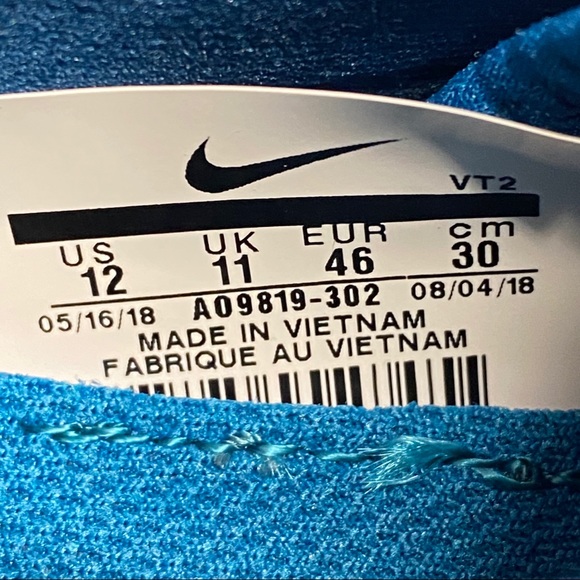 VT2
US UK EUR cm
12 11 46 30
05/16/18 AO9819-302 08/04/18
MADE IN VIETNAM
FABRIQUE AU VIETNAM